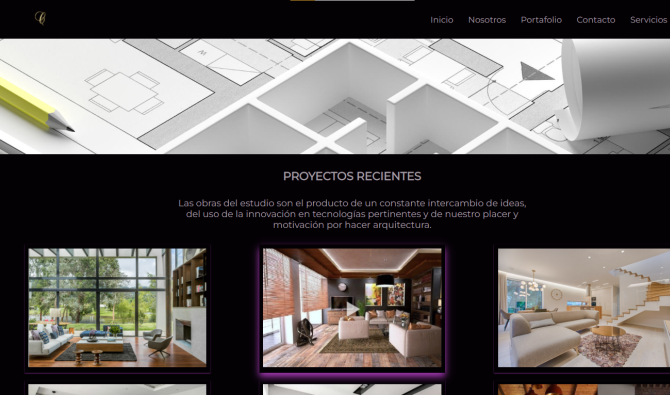 Inicio Nosotros Portafolio Contacto Servicios
PROYECTOS RECIENTES
Las obras del estudio son el producto de un constante intercambio de ideas,
del uso de la innovación en tecnologías pertinentes y de nuestro placer y
motivación por hacer arquitectura.